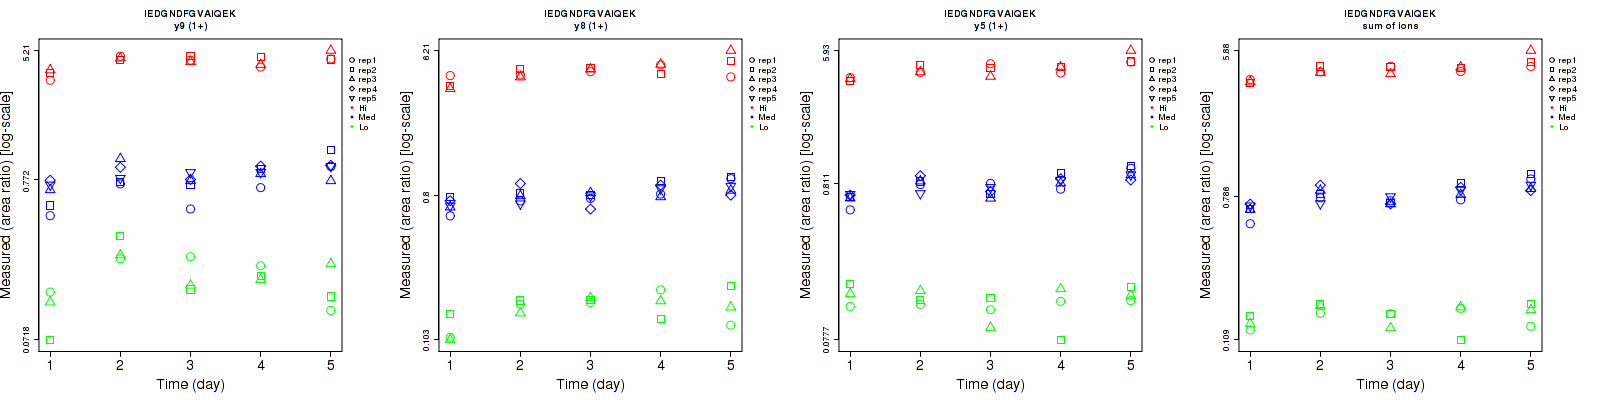 IEDGNDFGVAIQEK
y9 (1+)
Measured (area ratio) [log-scale]
0.0718
0.772
5.21
1
2
3
4
5
Time (day)
rep1
rep2
rep3
rep4
rep5
Hi
Med
Lo
IEDGNDFGVAIQEK
y8 (1+)
Measured (area ratio) [log-scale]
0.103
0.8
6.21
1
2
3
4
5
Time (day)
rep1
rep2
rep3
rep4
rep5
Hi
Med
Lo
IEDGNDFGVAIQEK
y5 (1+)
Measured (area ratio) [log-scale]
0.0777
0.811
5.93
1
2
3
4
5
Time (day)
rep1
rep2
rep3
rep4
rep5
Hi
Med
Lo
IEDGNDFGVAIQEK
sum of ions
Measured (area ratio) [log-scale]
0.109
0.786
5.88
1
2
3
4
5
Time (day)
rep1
rep2
rep3
rep4
rep5
Hi
Med
Lo